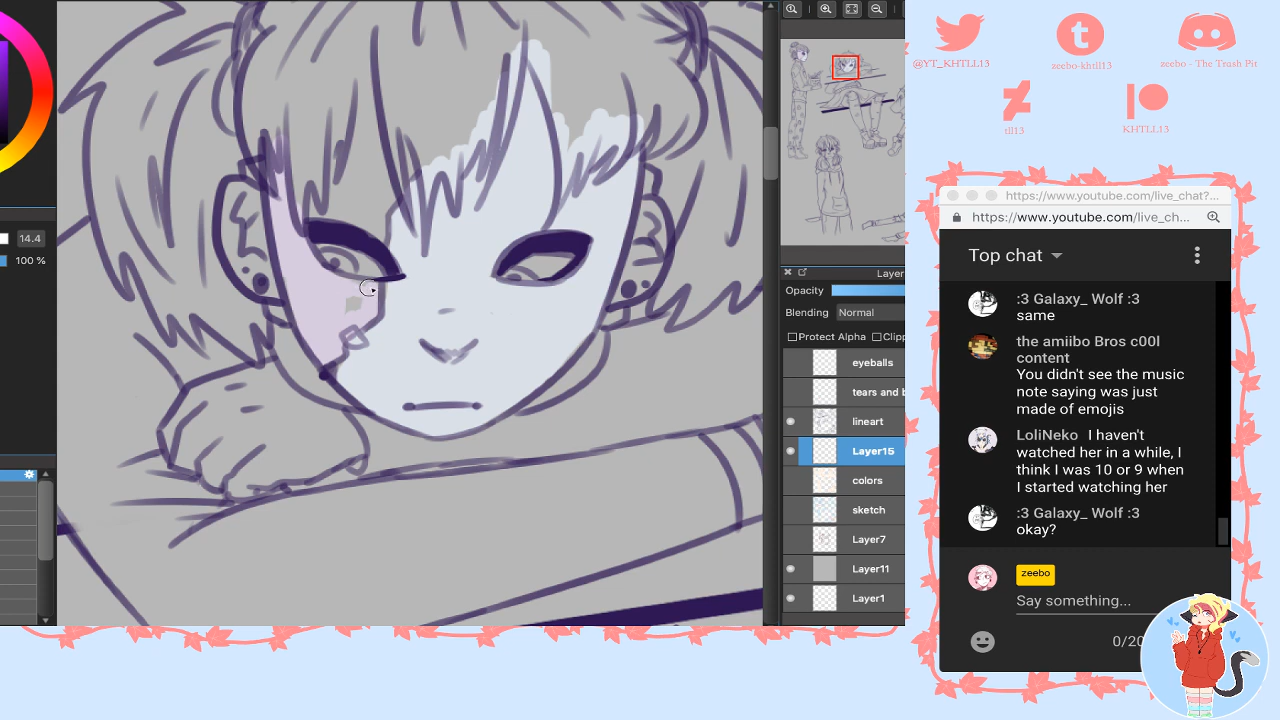 14.4
100 %
Layer
Opacity
Blending Normal
Protect Alpha Clipp
eyeballs
tears and b
lineart
Layer15
colors
sketch
Layer7
Layer11
Layer1
@YT_KHTLL13
zeebo-khtll13
zeebo - The Trash Pit
tll13
KHTLL13
https://www.youtube.com/live_chat?...
https://www.youtube.com/live_ch...
Top chat
:3 Galaxy_ Wolf :3
same
the amiibo Bros c00l
content
You didn't see the music
note saying was just
made of emojis
LoliNeko I haven't
watched her in a while, I
think I was 10 or 9 when
I started watching her
:3 Galaxy_ Wolf :3
okay?
zeebo
Say something...
0/20